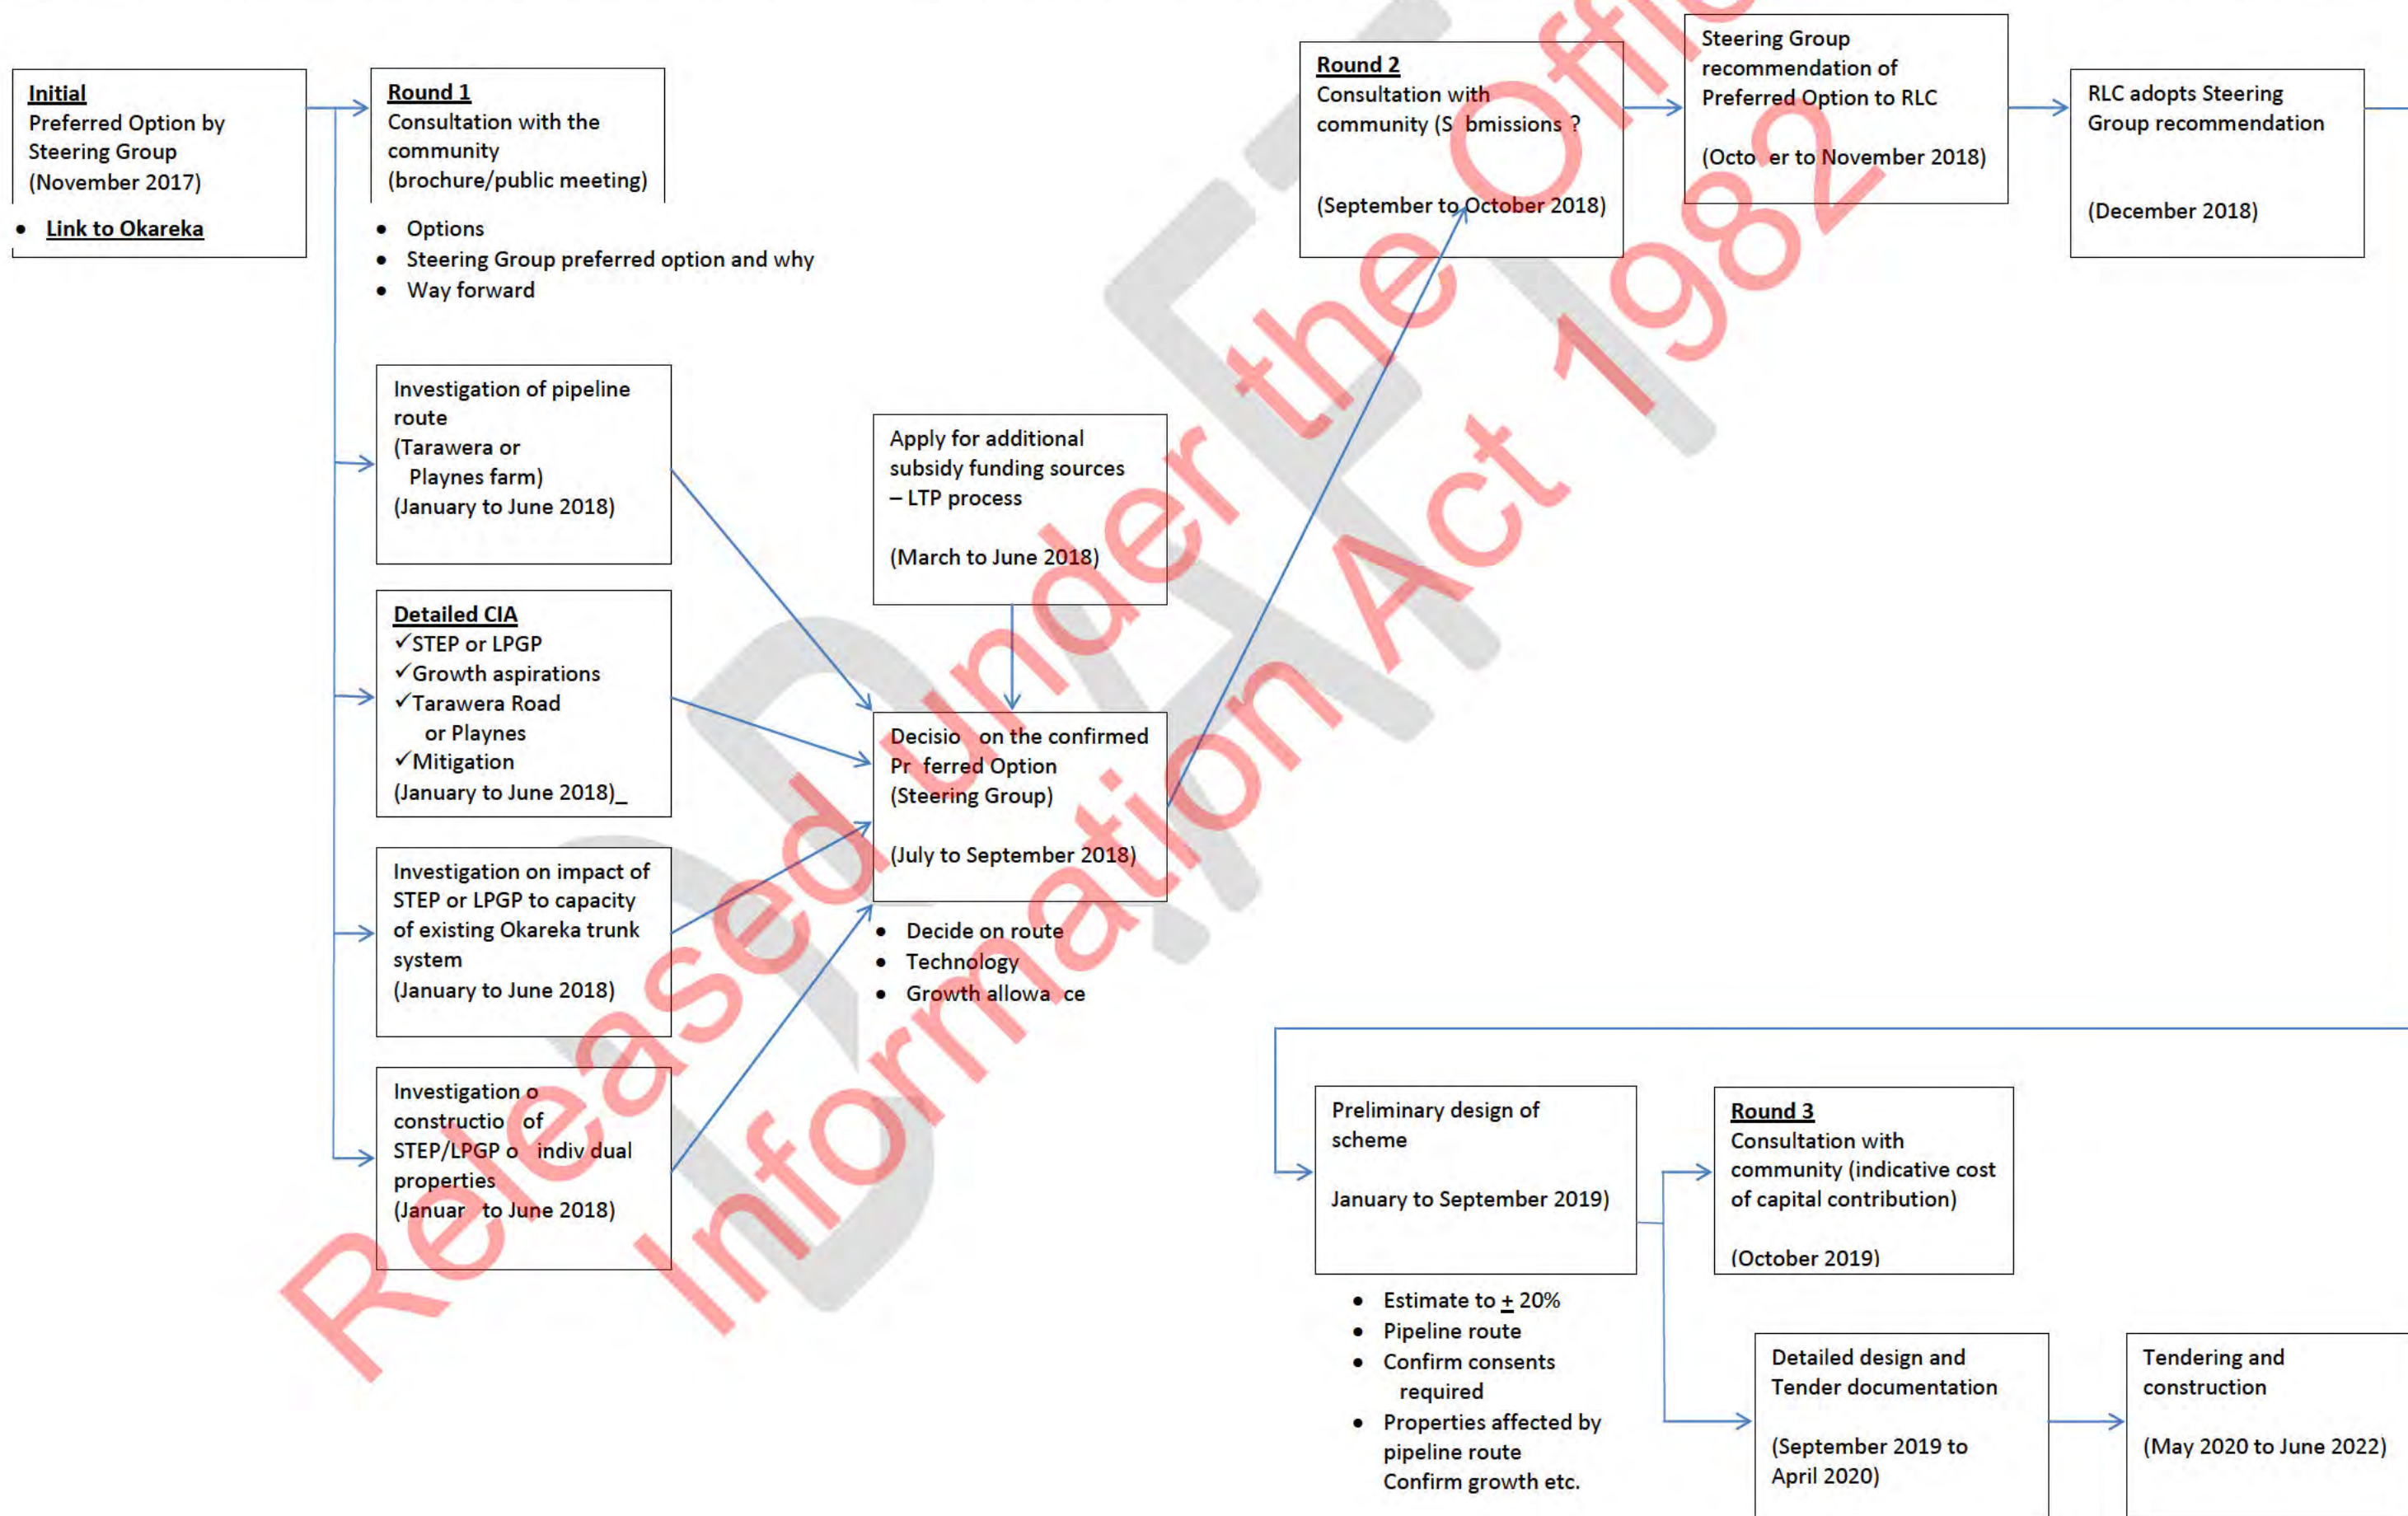 Initial
Preferred Option by
Steering Group
(November 2017)
• Link to Okareka
Round 1
Consultation with the
community
(brochure/public meeting)
• Options
• Steering Group preferred option and why
• Way forward
Investigation of pipeline
route
(Tarawera or
Playnes farm)
(January to June 2018)
Detailed CIA
✓STEP or LPGP
✓Growth aspirations
✓Tarawera Road
or Playnes
✓Mitigation
(January to June 2018)_
Investigation on impact of
STEP or LPGP to capacity
of existing Okareka trunk
system
(January to June 2018)
Investigation o
constructio of
STEP/LPGP o indiv dual
properties
(Januar to June 2018)
Apply for additional
subsidy funding sources
– LTP process
(March to June 2018)
Decisio on the confirmed
Pr ferred Option
(Steering Group)
(July to September 2018)
• Decide on route
• Technology
• Growth allowa ce
Round 2
Consultation with
community (S bmissions ?
(September to October 2018)
Steering Group
recommendation of
Preferred Option to RLC
(Octo er to November 2018)
RLC adopts Steering
Group recommendation
(December 2018)
Preliminary design of
scheme
January to September 2019)
• Estimate to ± 20%
• Pipeline route
• Confirm consents
required
• Properties affected by
pipeline route
Confirm growth etc.
Round 3
Consultation with
community (indicative cost
of capital contribution)
(October 2019)
Detailed design and
Tender documentation
(September 2019 to
April 2020)
Tendering and
construction
(May 2020 to June 2022)
DRAFT
Released under the Offic
Information Act 1982